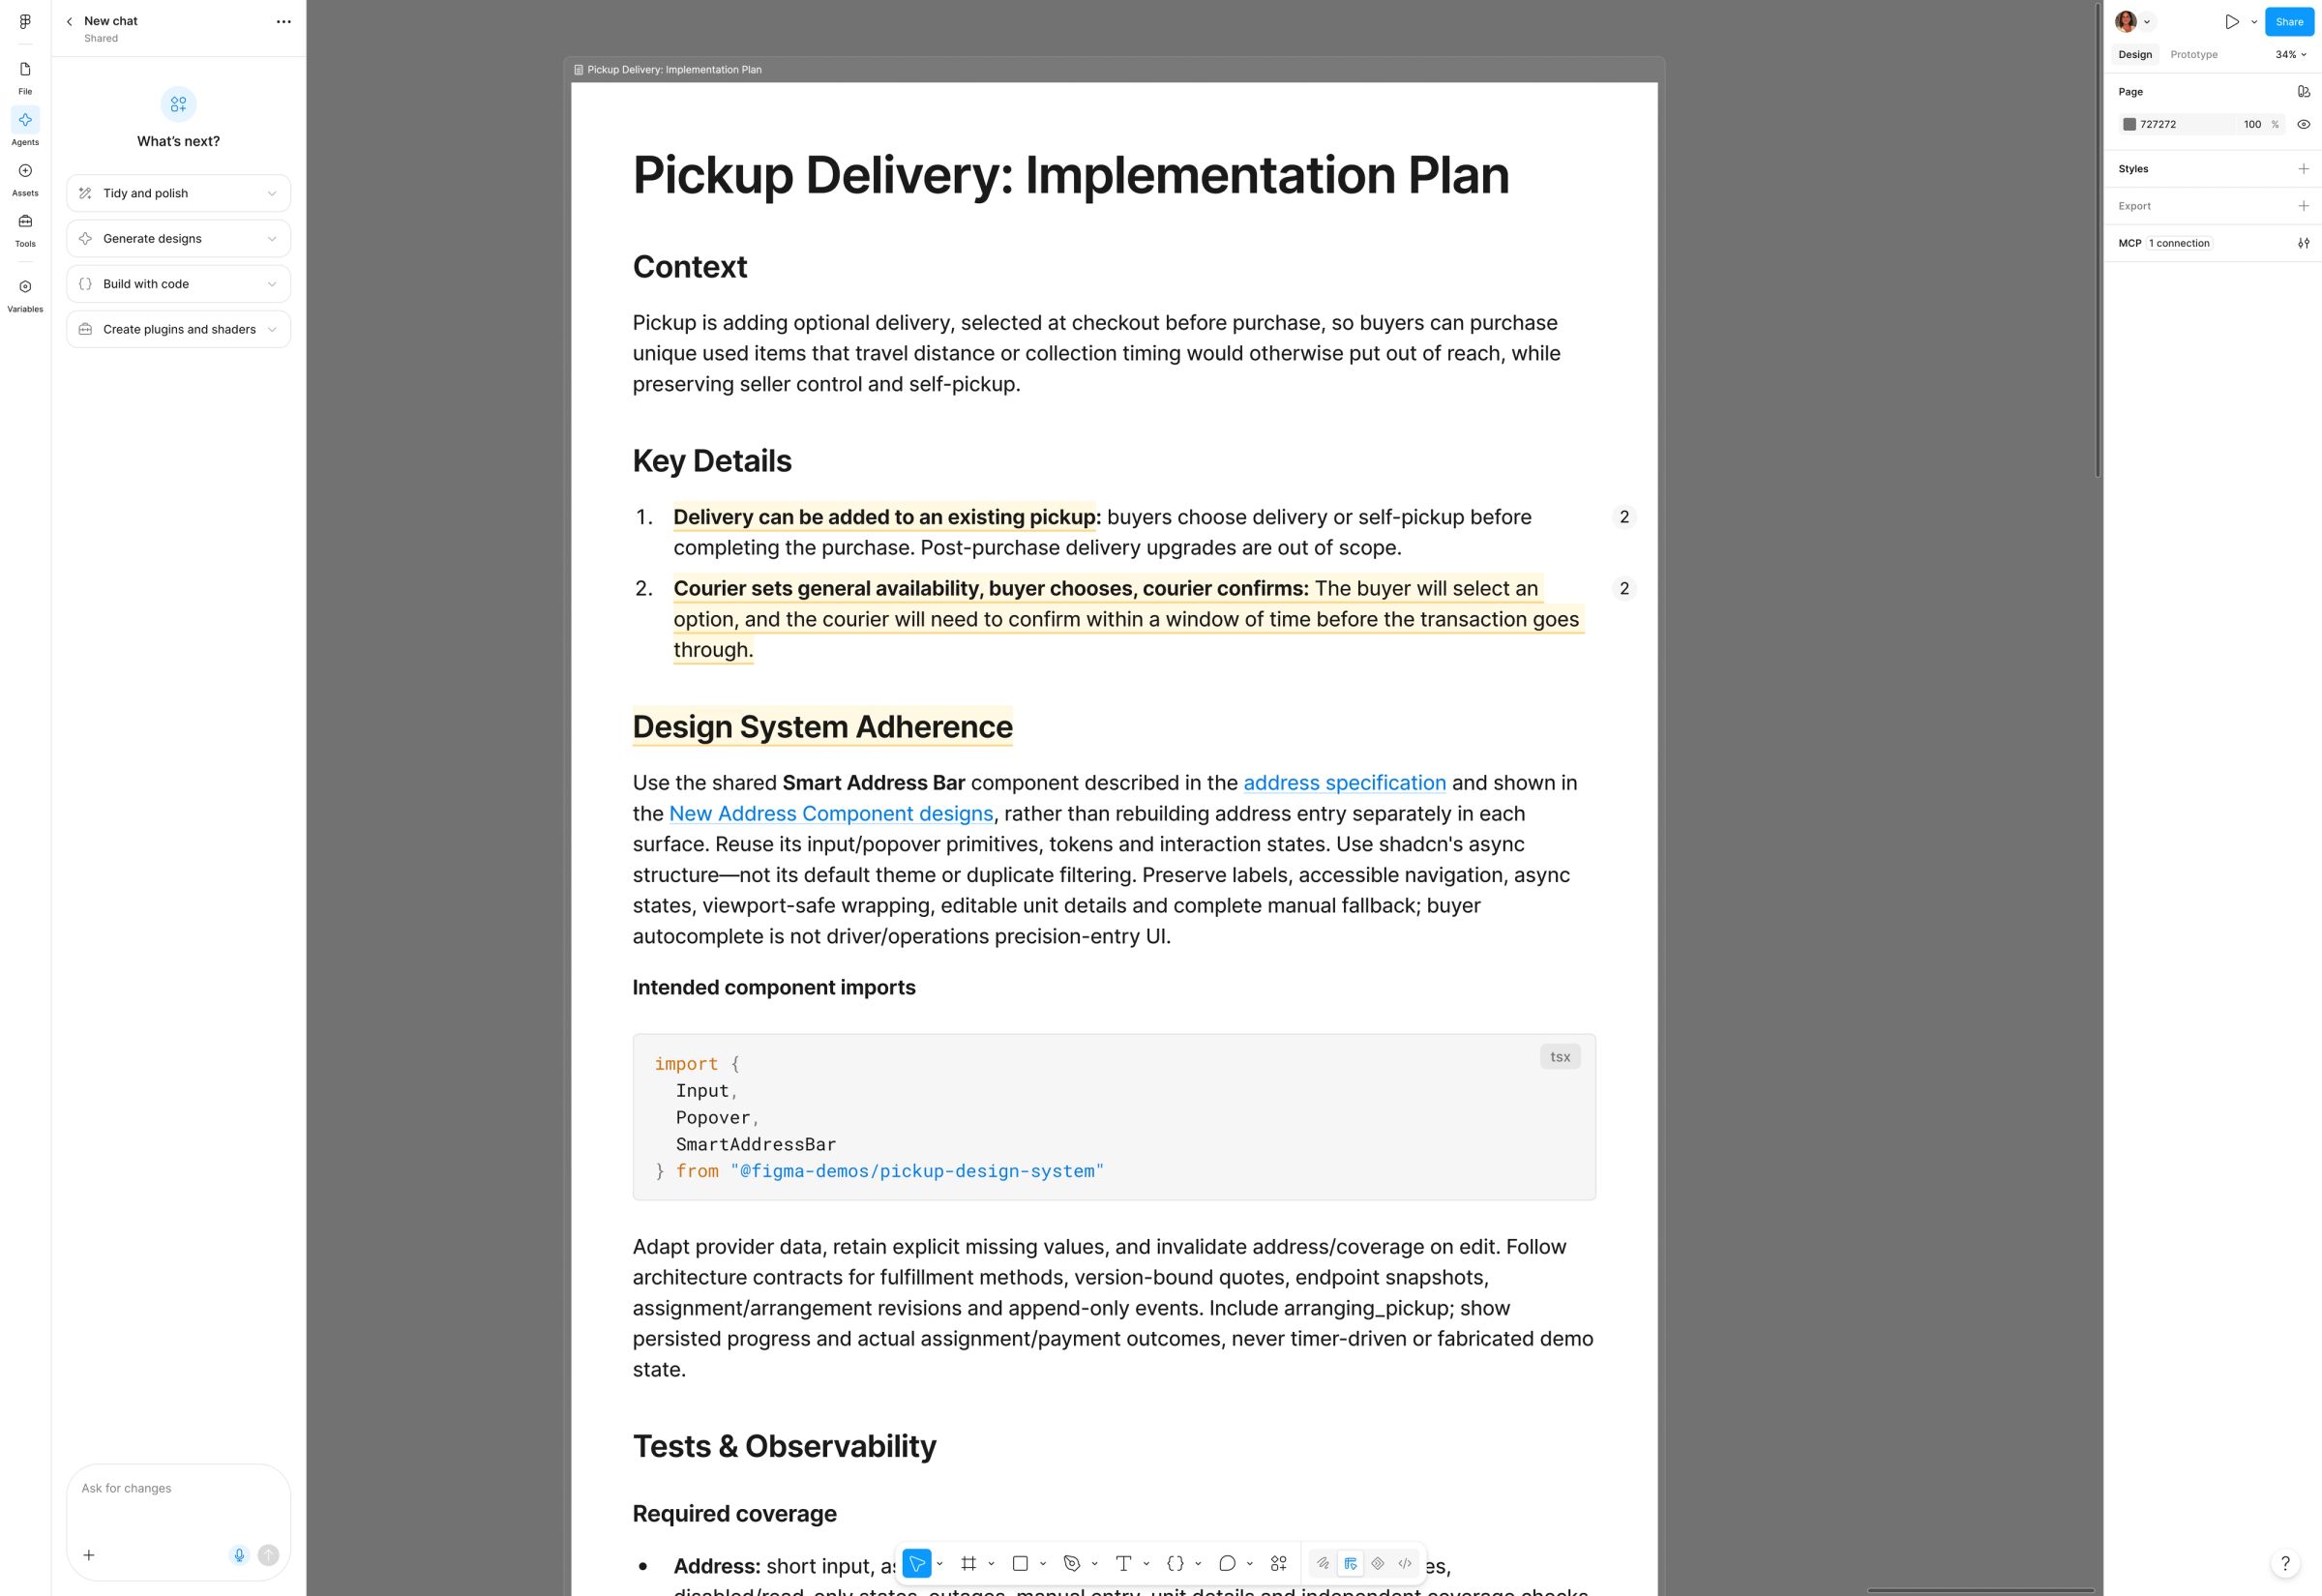 New chat
Shared
File
Agents
Assets
Tools
Variables
What's next?
Tidy and polish
Generate designs
Build with code
Create plugins and shaders
Ask for changes
Pickup Delivery: Implementation Plan
Pickup Delivery: Implementation Plan
Context
Pickup is adding optional delivery, selected at checkout before purchase, so buyers can purchase
unique used items that travel distance or collection timing would otherwise put out of reach, while
preserving seller control and self-pickup.
Key Details
1. Delivery can be added to an existing pickup: buyers choose delivery or self-pickup before
2
completing the purchase. Post-purchase delivery upgrades are out of scope.
2. Courier sets general availability, buyer chooses, courier confirms: The buyer will select an
2
option, and the courier will need to confirm within a window of time before the transaction goes
through.
Design System Adherence
Use the shared Smart Address Bar component described in the address specification and shown in
the New Address Component designs, rather than rebuilding address entry separately in each
surface. Reuse its input/popover primitives, tokens and interaction states. Use shadcn's async
structure—not its default theme or duplicate filtering. Preserve labels, accessible navigation, async
states, viewport-safe wrapping, editable unit details and complete manual fallback; buyer
autocomplete is not driver/operations precision-entry UI.
Intended component imports
tsx
import {
Input,
Popover,
SmartAddressBar
} from "@figma-demos/pickup-design-system"
Adapt provider data, retain explicit missing values, and invalidate address/coverage on edit. Follow
architecture contracts for fulfillment methods, version-bound quotes, endpoint snapshots,
assignment/arrangement revisions and append-only events. Include arranging_pickup; show
persisted progress and actual assignment/payment outcomes, never timer-driven or fabricated demo
state.
Tests & Observability
Required coverage
• Address: short input,
Share
Design
Prototype
34%
Page
727272
100
%
Styles
Export
MCP
1 connection
?